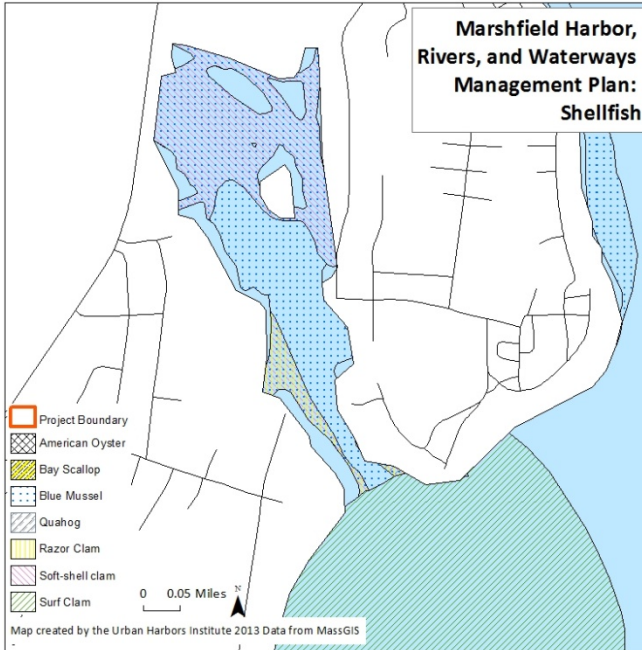 Marshfield Harbor,
Rivers, and Waterways
Management Plan:
Shellfish
Project Boundary
American Oyster
Bay Scallop
Blue Mussel
Quahog
Razor Clam
Soft-shell clam
Surf Clam
0 0.05 Miles
N
Map created by the Urban Harbors Institute 2013 Data from MassGIS